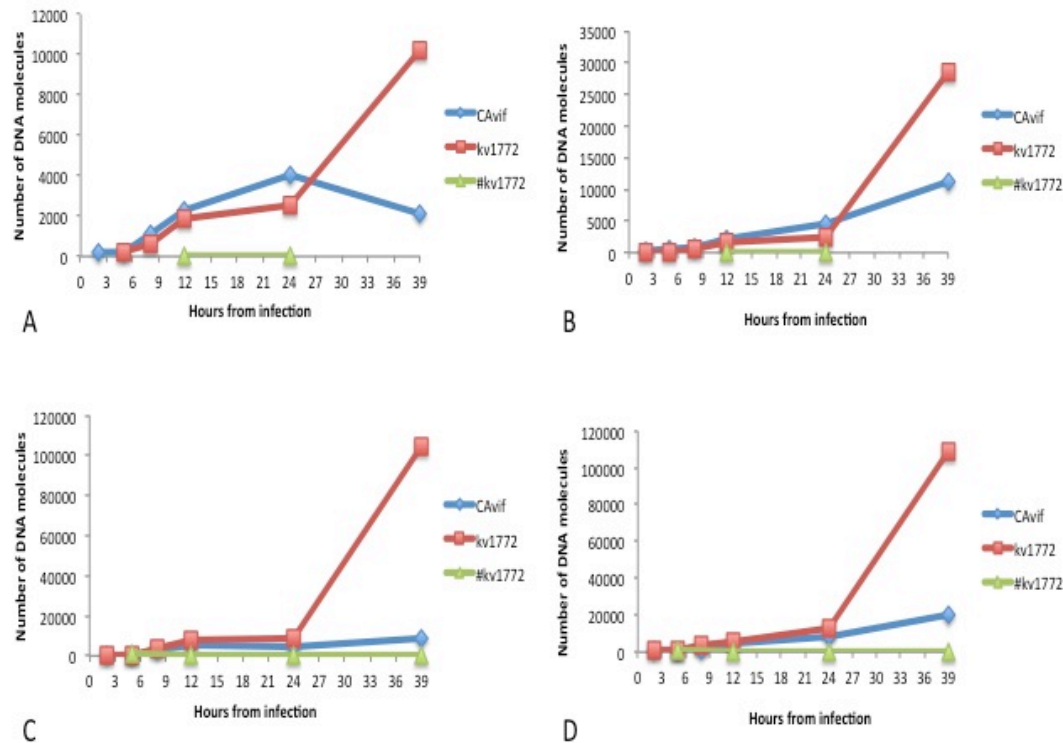 12000
10000
8000
6000
4000
2000
0
Number of DNA molecules
0 3 6 9 12 15 18 21 24 27 30 33 36 39
Hours from infection
CAvif
kv1772
#kv1772
A
35000
30000
25000
20000
15000
10000
5000
0
Number of DNA molecules
0 3 6 9 12 15 18 21 24 27 30 33 36 39
Hours from infection
CAvif
kv1772
#kv1772
B
120000
100000
80000
60000
40000
20000
0
Number of DNA molecules
0 3 6 9 12 15 18 21 24 27 30 33 36 39
Hours from infection
CAvif
kv1772
#kv1772
C
120000
100000
80000
60000
40000
20000
0
Number of DNA molecules
0 3 6 9 12 15 18 21 24 27 30 33 36 39
Hours from infection
CAvif
kv1772
#kv1772
D